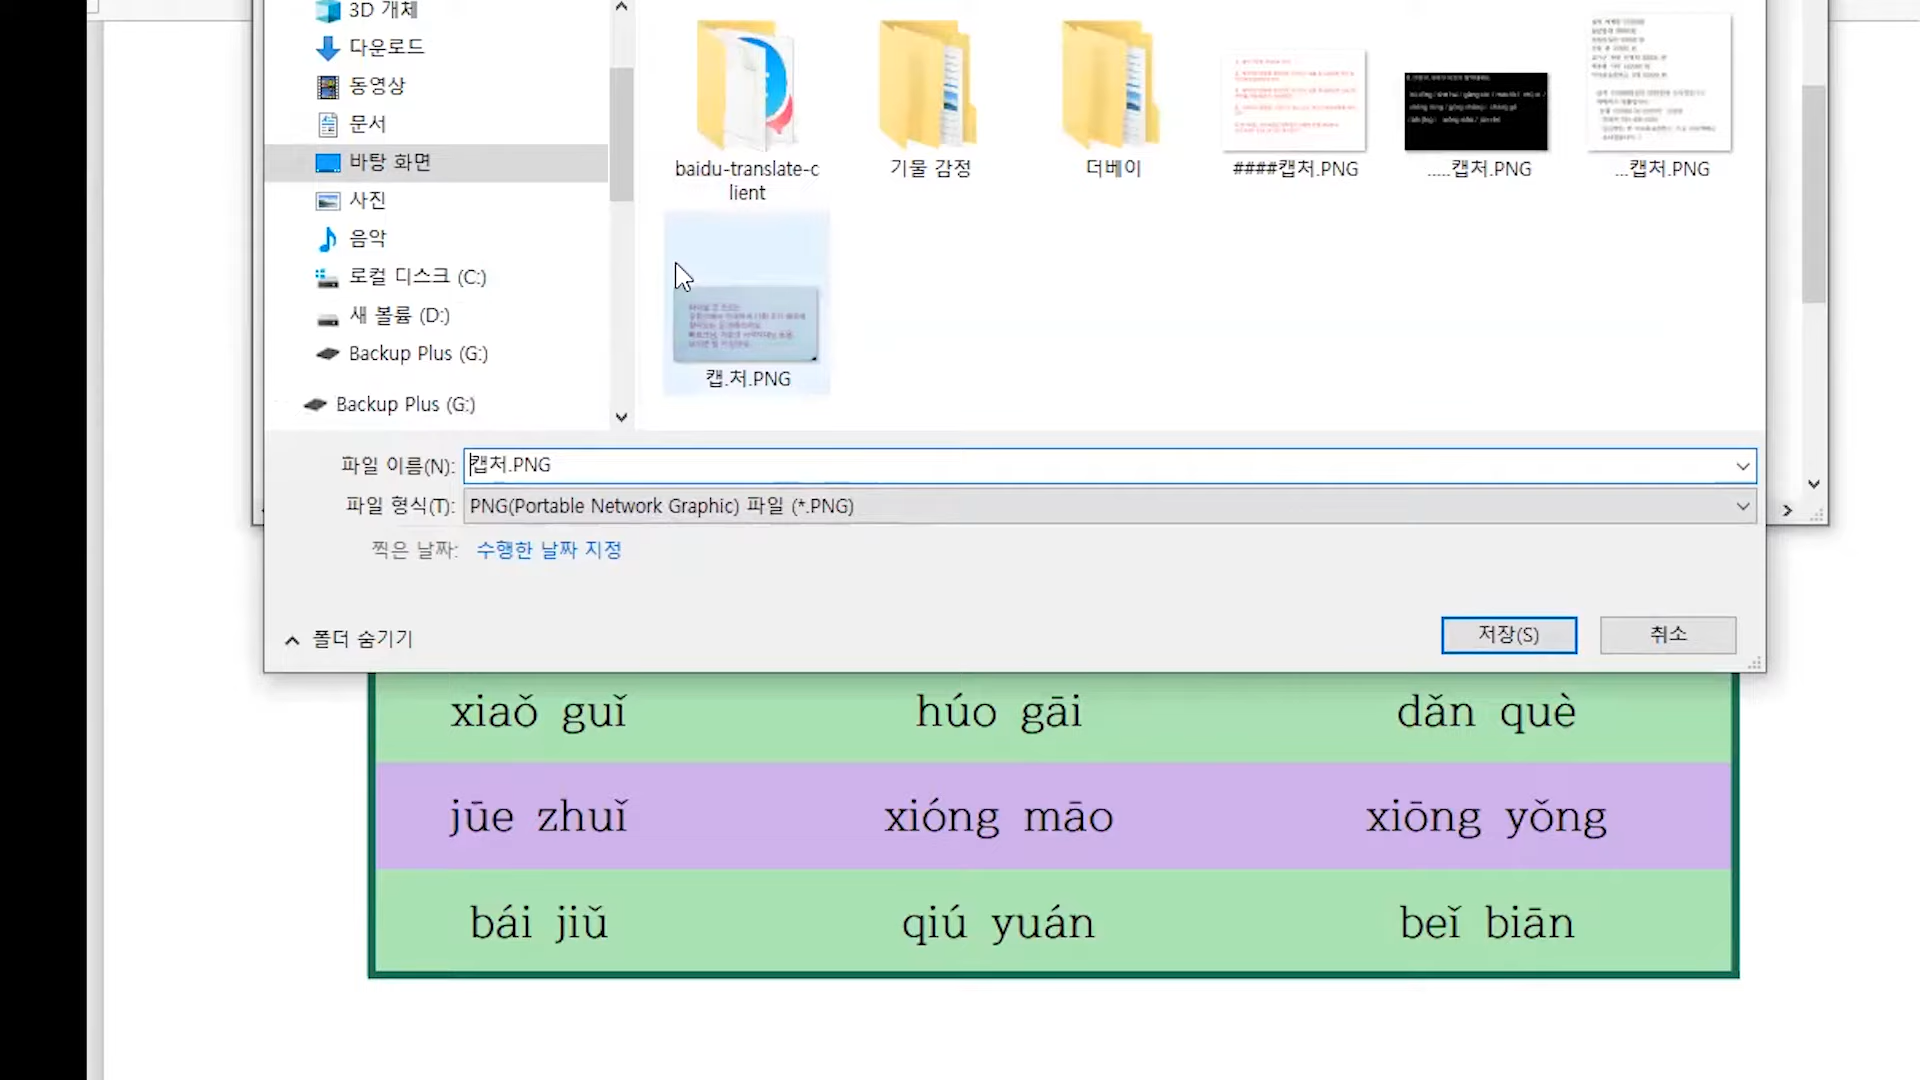 3D 개체
다운로드
동영상
문서
바탕 화면
사진
음악
로컬 디스크 (C:)
새 볼륨 (D:)
Backup Plus (G:)
Backup Plus (G:)
baidu-translate-c
lient
기물 감정
더베이
####캡처.PNG
.....캡처.PNG
...캡처.PNG
캡.처.PNG
파일 이름(N):
캡처.PNG
파일 형식(T):
PNG(Portable Network Graphic) 파일 (*.PNG)
찍은 날짜:
수행한 날짜 지정
폴더 숨기기
저장(S)
취소
xiaǒ guǐ húo gāi dǎn què
jūe zhuǐ xióng māo xiōng yǒng
bái jiǔ qiú yuán beǐ biān